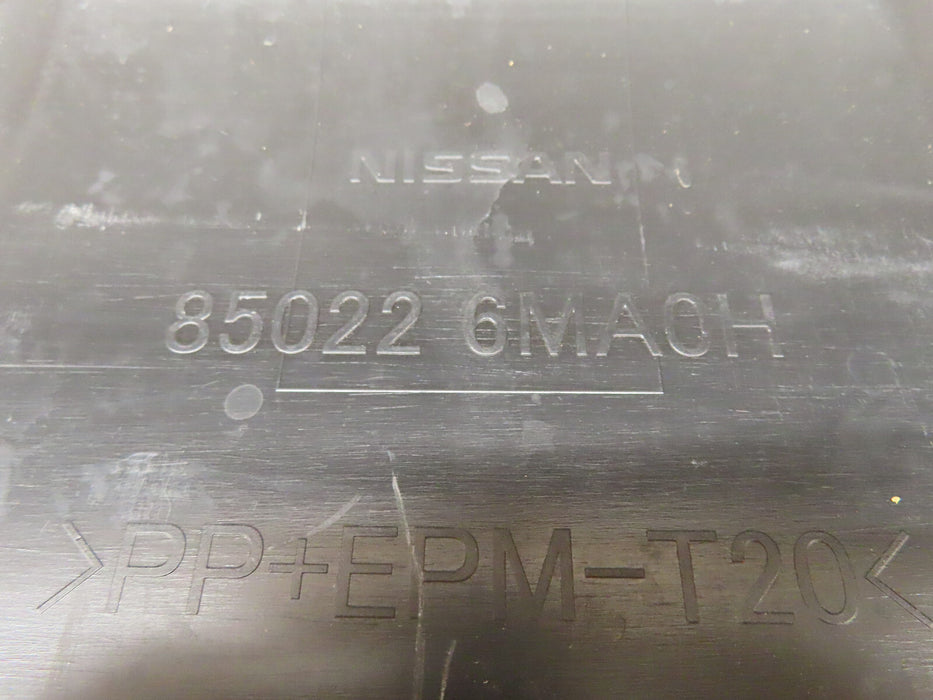 NISSAN
85022 6MA0H
>PP+EPM-T20<